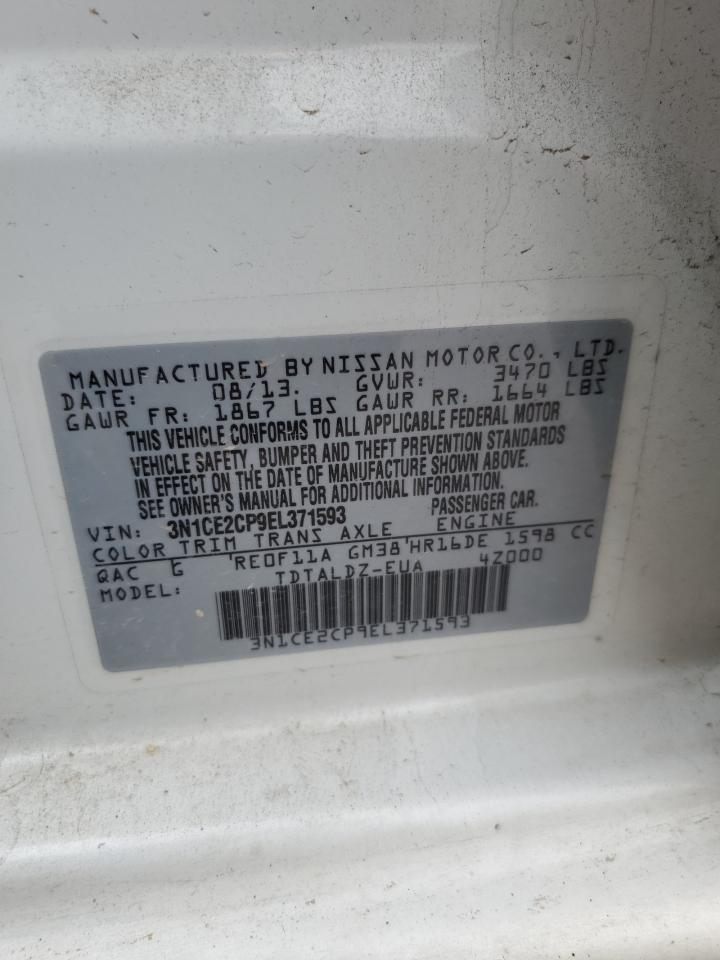 MANUFACTURED BY NISSAN MOTOR CO., LTD.
DATE: 08/13. GVWR: 3470 LBS
GAWR FR: 1867 LBS GAWR RR: 1664 LBS
THIS VEHICLE CONFORMS TO ALL APPLICABLE FEDERAL MOTOR
VEHICLE SAFETY, BUMPER AND THEFT PREVENTION STANDARDS
IN EFFECT ON THE DATE OF MANUFACTURE SHOWN ABOVE.
SEE OWNER'S MANUAL FOR ADDITIONAL INFORMATION.
VIN: 3N1CE2CP9EL371593 PASSENGER CAR.
COLOR TRIM TRANS AXLE ENGINE
QAC G RE0F11A GM38 HR16DE 1598 CC
MODEL: TDTALDZ-EUA 4Z000
3N1CE2CP9EL371593